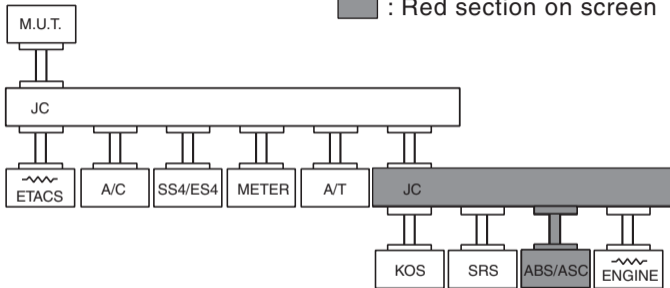 M.U.T.
: Red section on screen
JC
ETACS
A/C
SS4/ES4
METER
A/T
JC
KOS
SRS
ABS/ASC
ENGINE